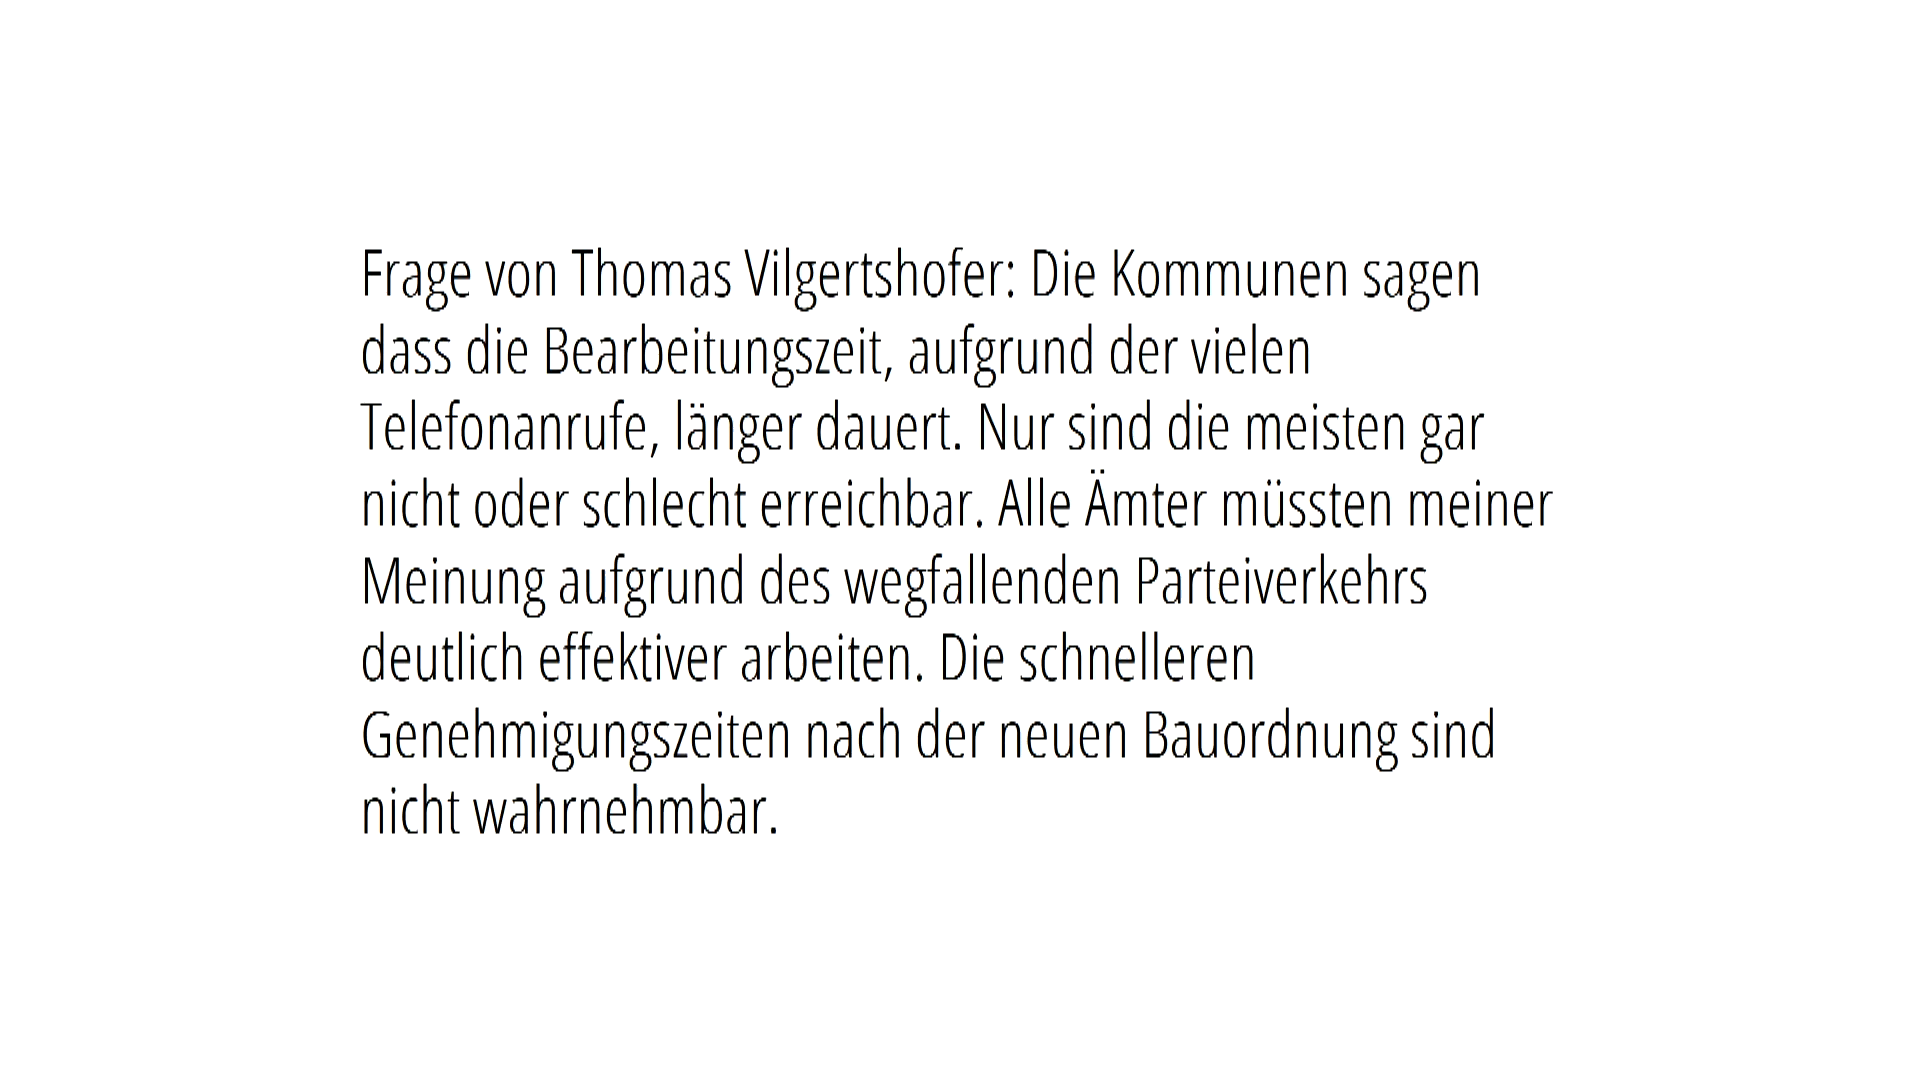 Frage von Thomas Vilgertshofer: Die Kommunen sagen
dass die Bearbeitungszeit, aufgrund der vielen
Telefonanrufe, länger dauert. Nur sind die meisten gar
nicht oder schlecht erreichbar. Alle Ämter müssten meiner
Meinung aufgrund des wegfallenden Parteiverkehrs
deutlich effektiver arbeiten. Die schnelleren
Genehmigungszeiten nach der neuen Bauordnung sind
nicht wahrnehmbar.